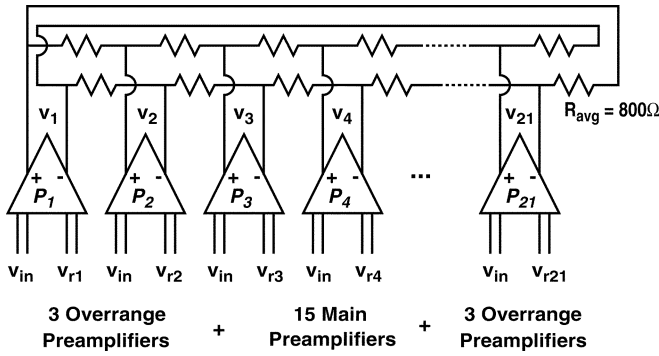 v1 v2 v3 v4 v21 Ravg = 800Ω
+ - + - + - + - + -
P1 P2 P3 P4 ... P21
vin vr1 vin vr2 vin vr3 vin vr4 vin vr21
3 Overrange Preamplifiers + 15 Main Preamplifiers + 3 Overrange Preamplifiers